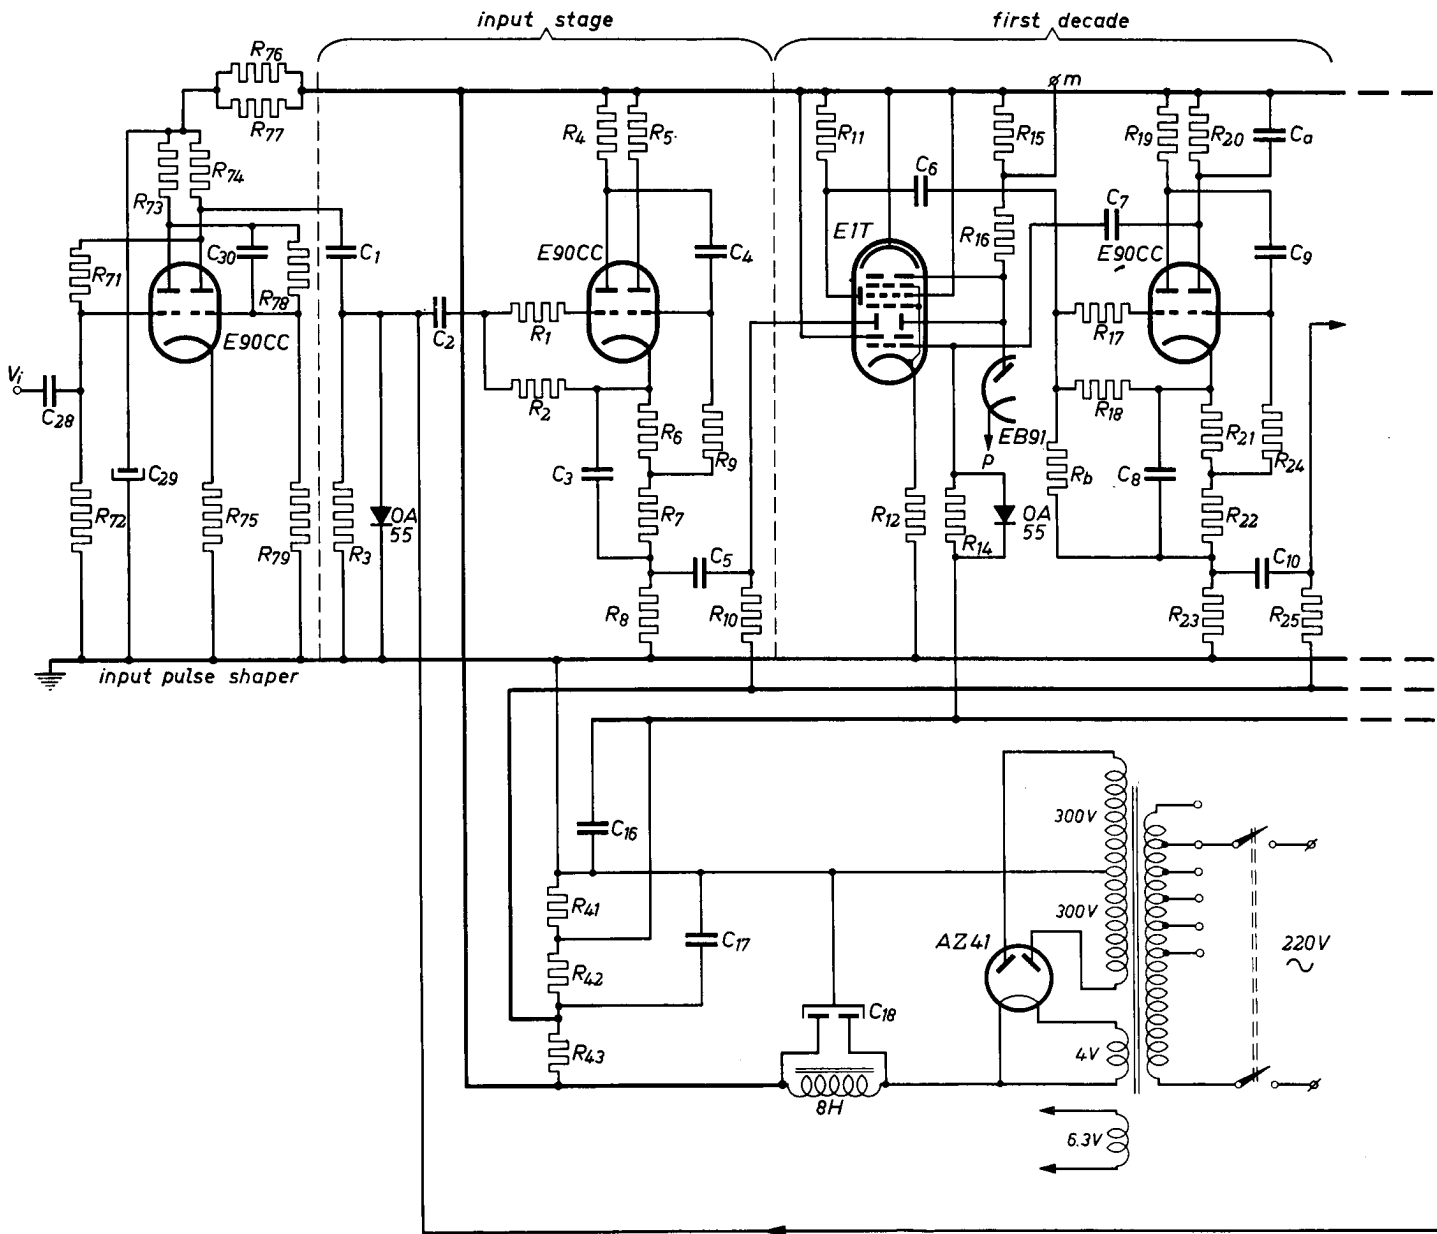 input stage
first decade
R76
R77
m
R4
R5
R11
R15
R19
R20
Ca
R74
R73
C6
C7
E1T
R16
C30
C1
E90CC
C4
E90CC
C9
R71
R78
C2
R1
R17
E90CC
Vi
C28
R2
R18
EB91
R6
R9
R21
R24
P
C29
C3
Rb
C8
R72
R75
R79
R3
OA
55
R7
R12
R14
OA
55
R22
C5
C10
R8
R10
R23
R25
input pulse shaper
C16
300V
R41
C17
300V
AZ41
220V
R42
C18
R43
4V
8H
6.3V